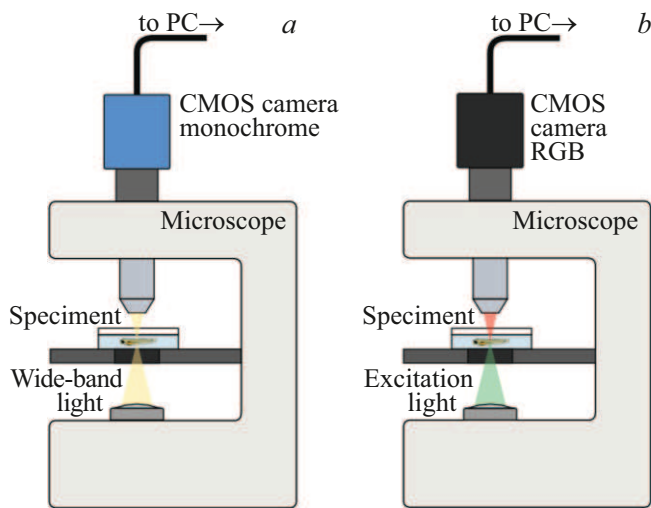 to PC→ a
CMOS camera
monochrome
Microscope
Speciment
Wide-band
light
to PC→ b
CMOS
camera
RGB
Microscope
Speciment
Excitation
light